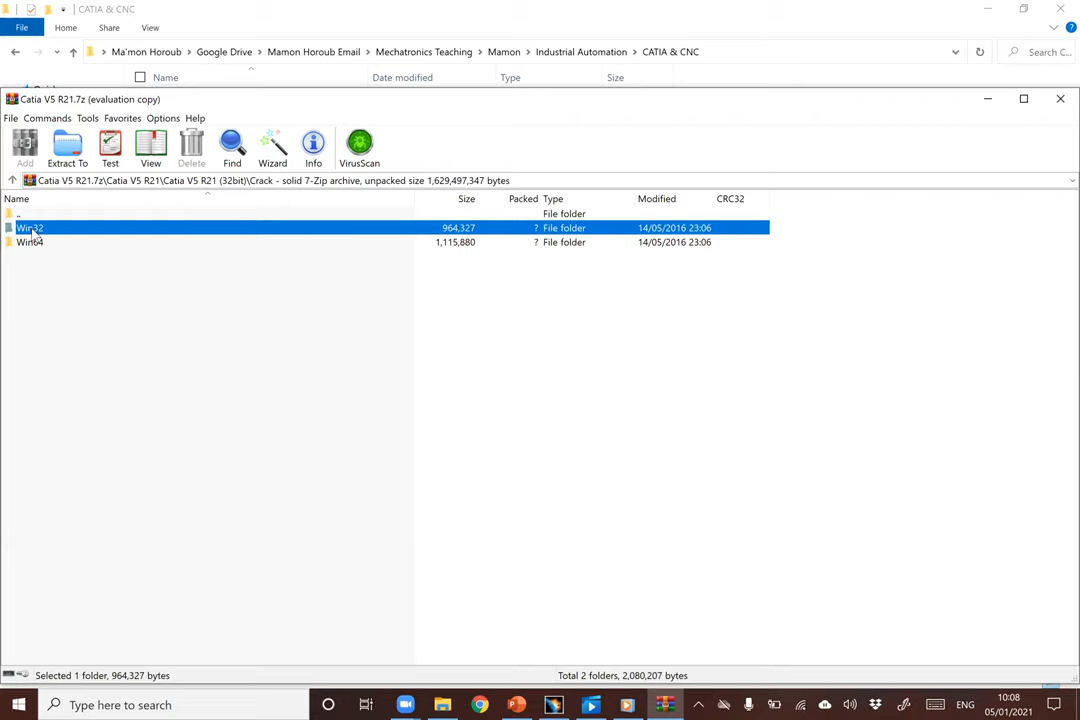 CATIA & CNC
File Home Share View
Ma'mon Horoub > Google Drive > Mamon Horoub Email > Mechatronics Teaching > Mamon > Industrial Automation > CATIA & CNC
Search C...
Name Date modified Type Size
Catia V5 R21.7z (evaluation copy)
File Commands Tools Favorites Options Help
Add Extract To Test View Delete Find Wizard Info VirusScan
Catia V5 R21.7z\Catia V5 R21\Catia V5 R21 (32bit)\Crack - solid 7-Zip archive, unpacked size 1,629,497,347 bytes
Name Size Packed Type Modified CRC32
.. File folder
Win32 964,327 ? File folder 14/05/2016 23:06
Win64 1,115,880 ? File folder 14/05/2016 23:06
Selected 1 folder, 964,327 bytes Total 2 folders, 2,080,207 bytes
Type here to search ENG 10:08
05/01/2021